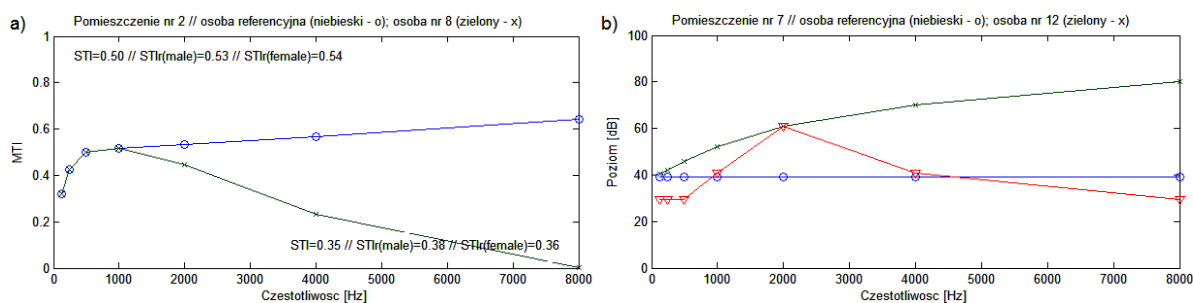 a)
Pomieszczenie nr 2 // osoba referencyjna (niebieski - o); osoba nr 8 (zielony - x)
STI=0.50 // STIr(male)=0.53 // STIr(female)=0.54
MTI
1
0.8
0.6
0.4
0.2
0
STI=0.35 // STIr(male)=0.38 // STIr(female)=0.36
0 1000 2000 3000 4000 5000 6000 7000 8000
Czestotliwosc [Hz]
b)
Pomieszczenie nr 7 // osoba referencyjna (niebieski - o); osoba nr 12 (zielony - x)
Poziom [dB]
100
80
60
40
20
0
0 1000 2000 3000 4000 5000 6000 7000 8000
Czestotliwosc [Hz]